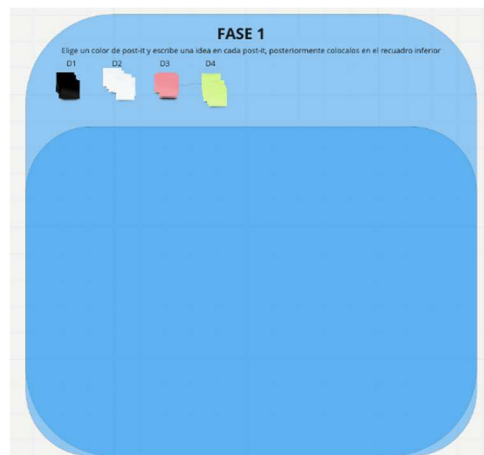 FASE 1
Elige un color de post-it y escribe una idea en cada post-it, posteriormente colocalos en el recuadro inferior
D1 D2 D3 D4